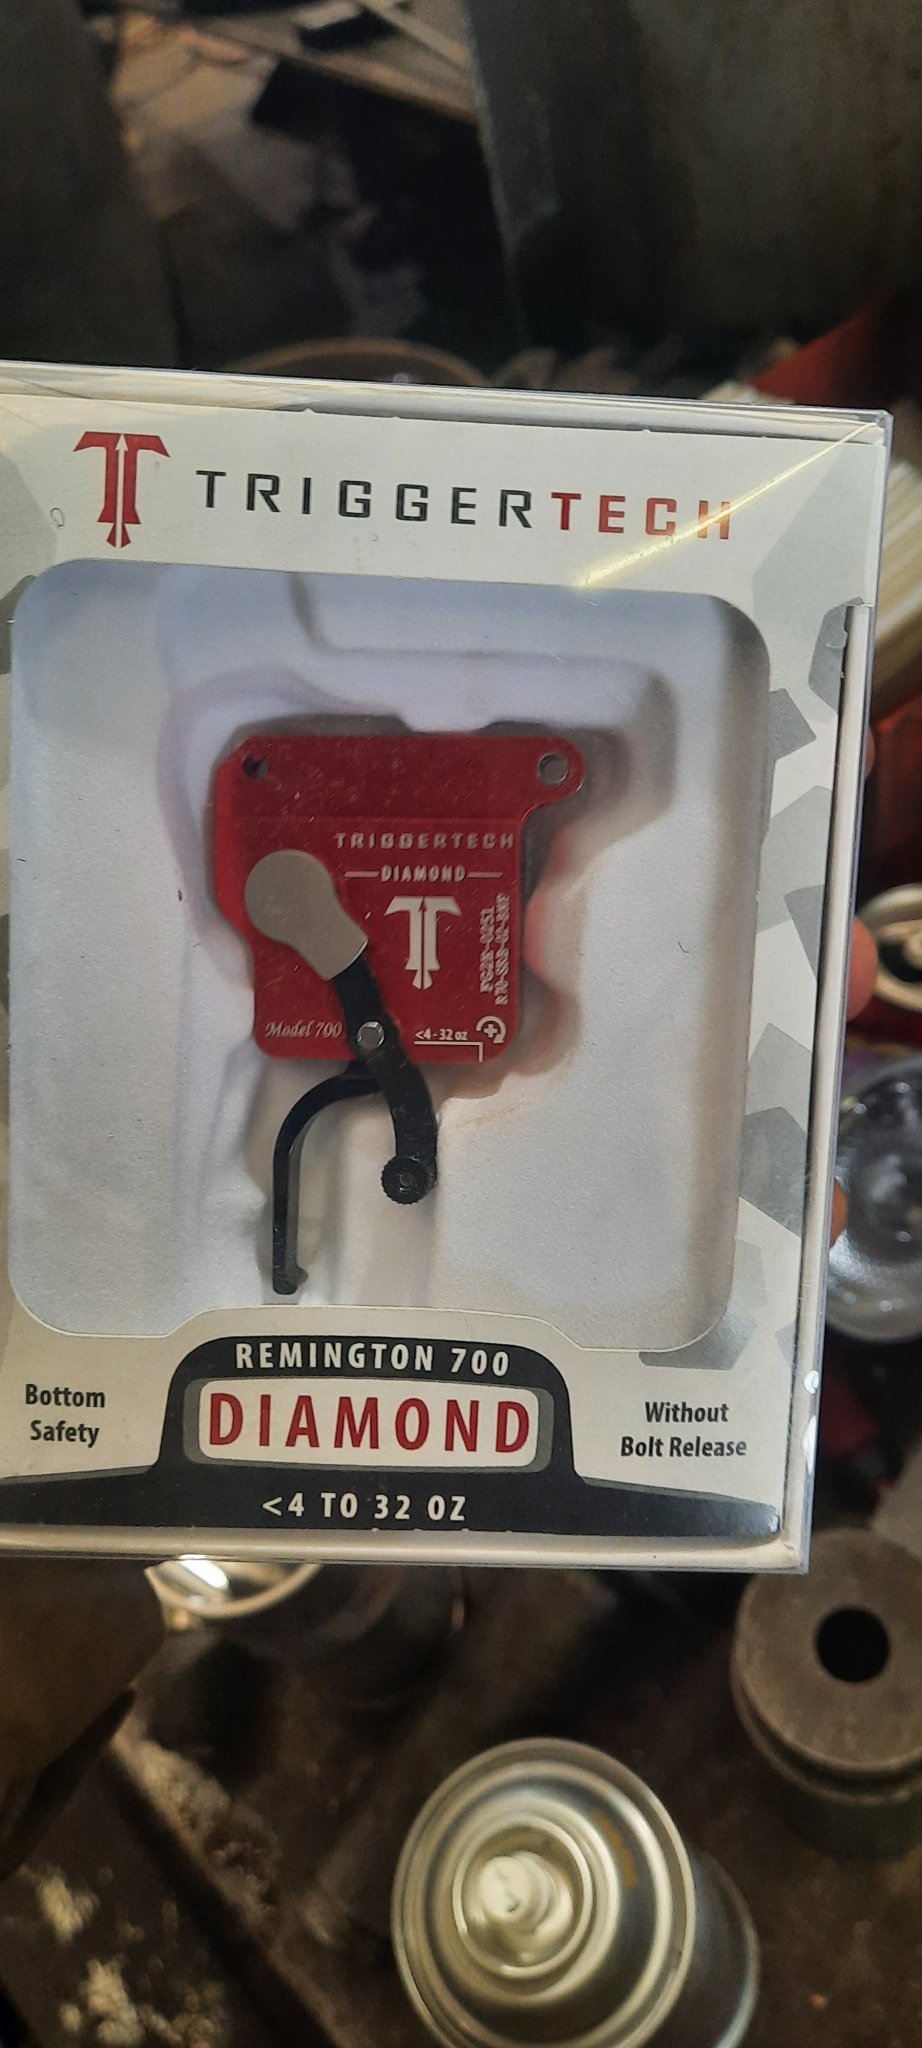 TRIGGERTECH
TRIGGERTECH
DIAMOND
Model 700
<4 - 32 oz
REMINGTON 700
DIAMOND
<4 TO 32 OZ
Bottom
Safety
Without
Bolt Release